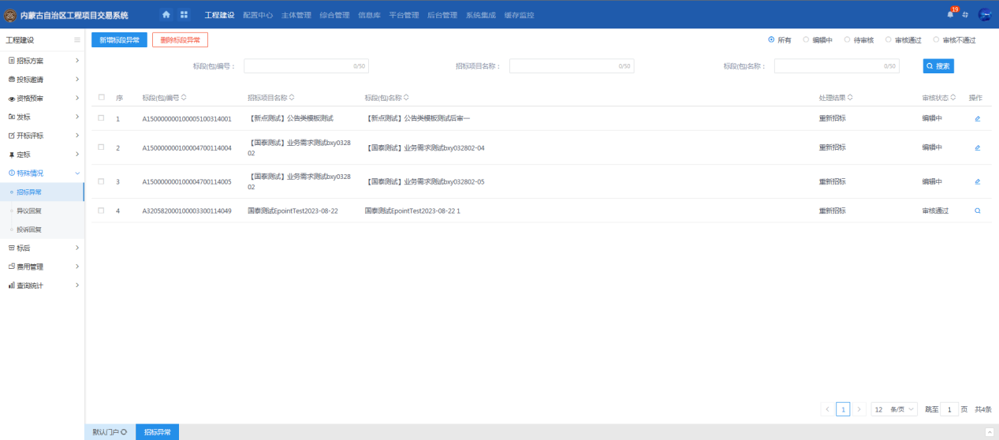 内蒙古自治区工程项目交易系统
工程建设 配置中心 主体管理 综合管理 信息库 平台管理 后台管理 系统集成 缓存监控
19
工程建设
招标方案
投标邀请
资格预审
发标
开标评标
定标
特殊情况
招标异常
异议回复
投诉回复
标后
费用管理
查询统计
新增标段异常 删除标段异常
所有 编辑中 待审核 审核通过 审核不通过
标段(包)编号： 0/50 招标项目名称： 0/50 标段(包)名称： 0/50 搜索
序 标段(包)编号 招标项目名称 标段(包)名称 处理结果 审核状态 操作
1 A150000000100005100314001 【新点测试】公告类模板测试 【新点测试】公告类模板测试后审一 重新招标 编辑中
2 A150000000100004700114004 【国泰测试】业务需求测试bxy0328
02 【国泰测试】业务需求测试bxy032802-04 重新招标 编辑中
3 A150000000100004700114005 【国泰测试】业务需求测试bxy0328
02 【国泰测试】业务需求测试bxy032802-05 重新招标 编辑中
4 A320582000100003300114049 国泰测试EpointTest2023-08-22 国泰测试EpointTest2023-08-22 1 重新招标 审核通过
1 12 条/页 跳至 1 页 共4条
默认门户 招标异常